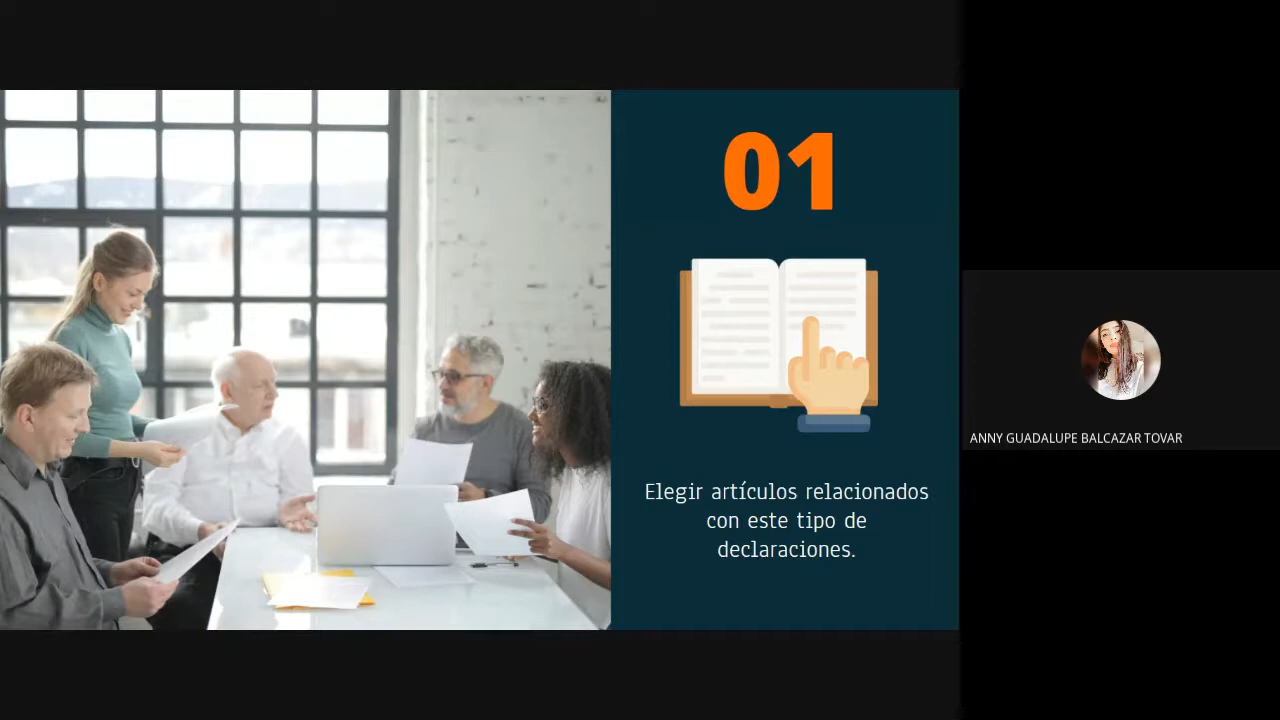 01
Elegir artículos relacionados
con este tipo de
declaraciones.
ANNY GUADALUPE BALCAZAR TOVAR